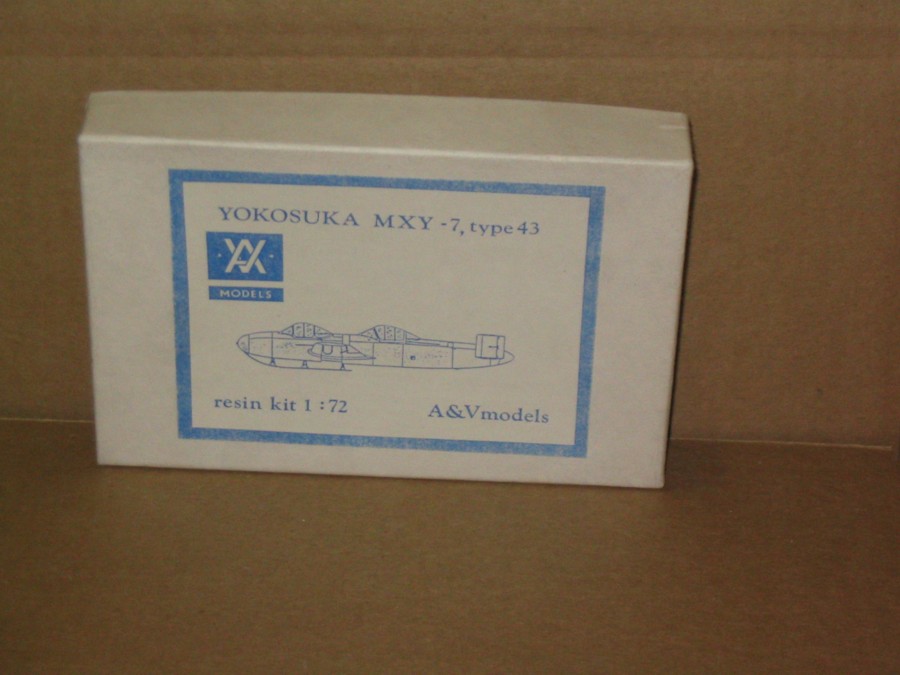 YOKOSUKA MXY-7, type 43
AV
MODELS
resin kit 1:72
A&Vmodels